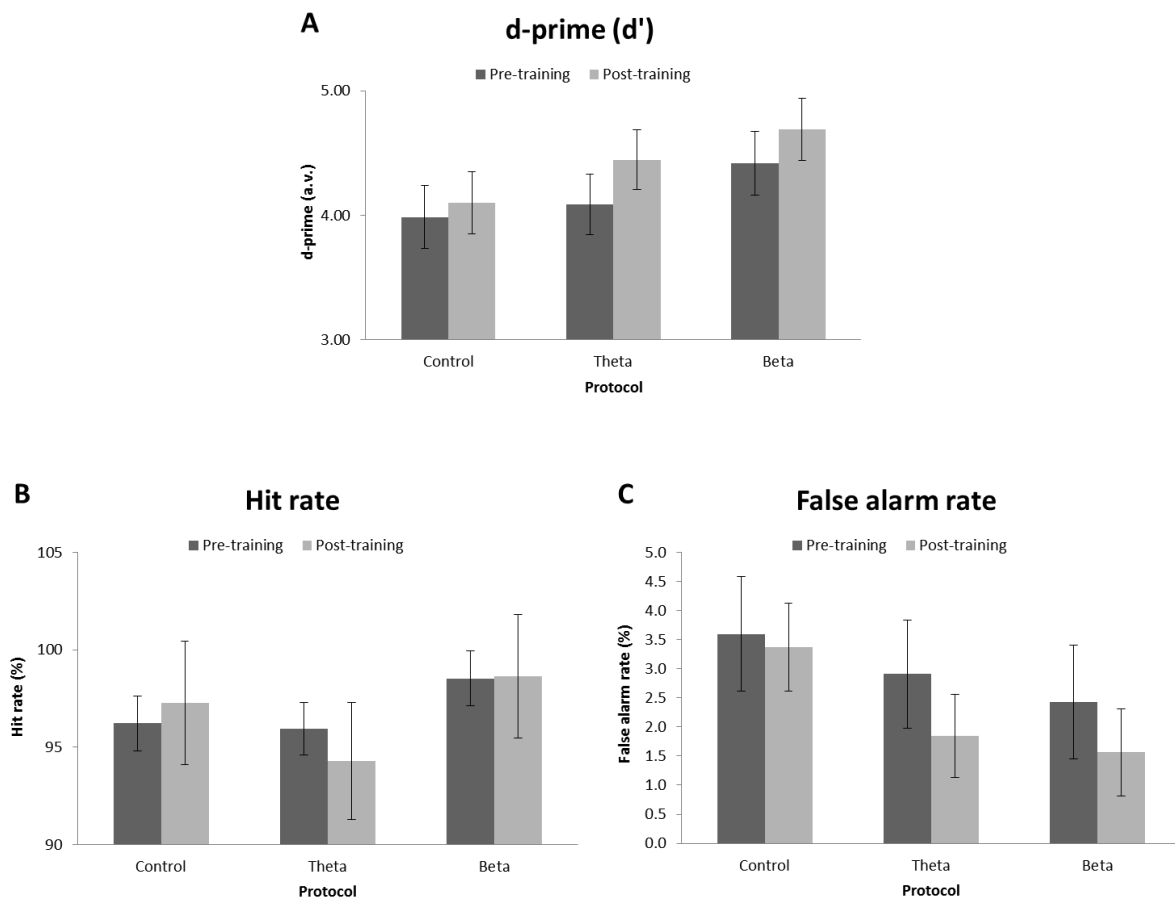 A
d-prime (d')
Pre-training Post-training
5.00
4.00
3.00
d-prime (a.v.)
Control Theta Beta
Protocol
B
Hit rate
Pre-training Post-training
105
100
95
90
Hit rate (%)
Control Theta Beta
Protocol
C
False alarm rate
Pre-training Post-training
5.0
4.5
4.0
3.5
3.0
2.5
2.0
1.5
1.0
0.5
0.0
False alarm rate (%)
Control Theta Beta
Protocol